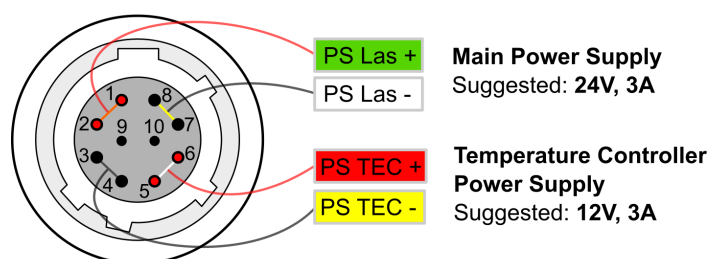 PS Las +
PS Las -
Main Power Supply
Suggested: 24V, 3A
1
8
2
9
10
7
3
6
4
5
PS TEC +
PS TEC -
Temperature Controller
Power Supply
Suggested: 12V, 3A